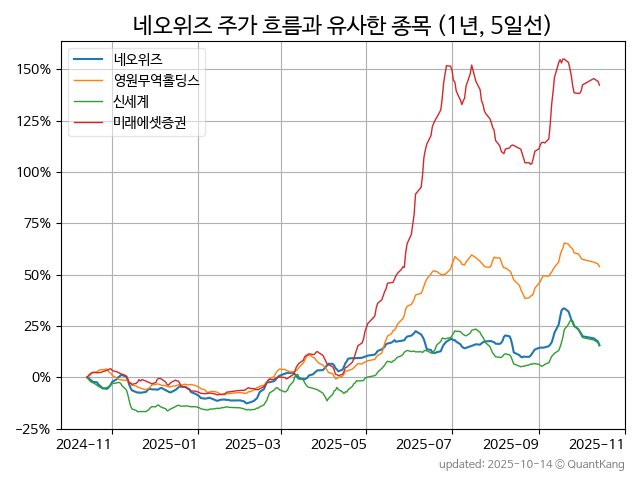 네오위즈 주가 흐름과 유사한 종목 (1년, 5일선)
네오위즈
영원무역홀딩스
신세계
미래에셋증권
150%
125%
100%
75%
50%
25%
0%
−25%
2024-11
2025-01
2025-03
2025-05
2025-07
2025-09
2025-11
updated: 2025-10-14 © QuantKang